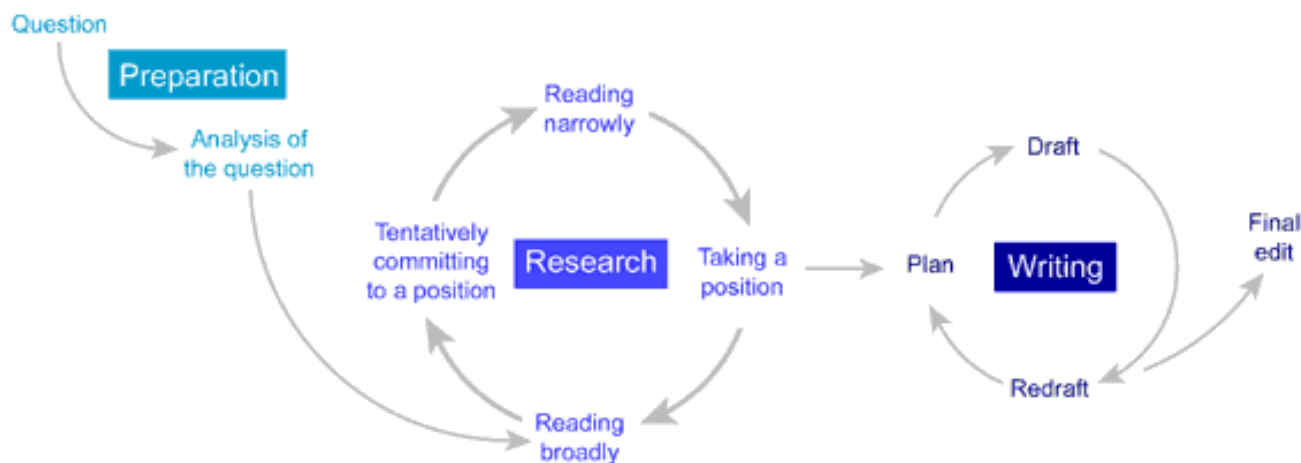 Question
Preparation
Analysis of
the question
Reading
narrowly
Tentatively
committing
to a position
Research
Taking a
position
Reading
broadly
Draft
Plan
Writing
Redraft
Final
edit